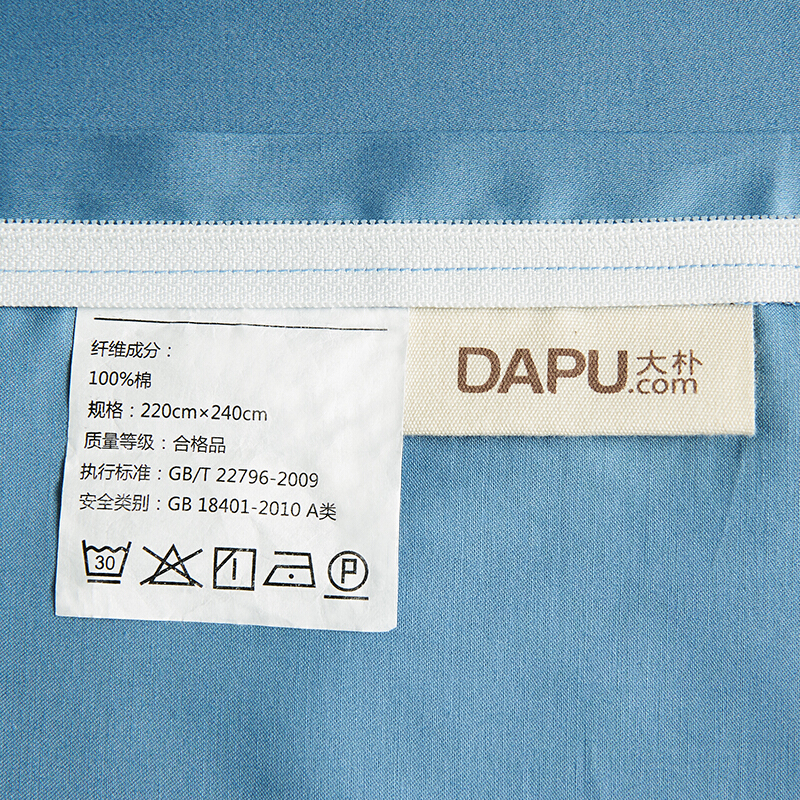 纤维成分：
100%棉
规格：220cm×240cm
质量等级：合格品
执行标准：GB/T 22796-2009
安全类别：GB 18401-2010 A类
30
P
DAPU大朴
.com